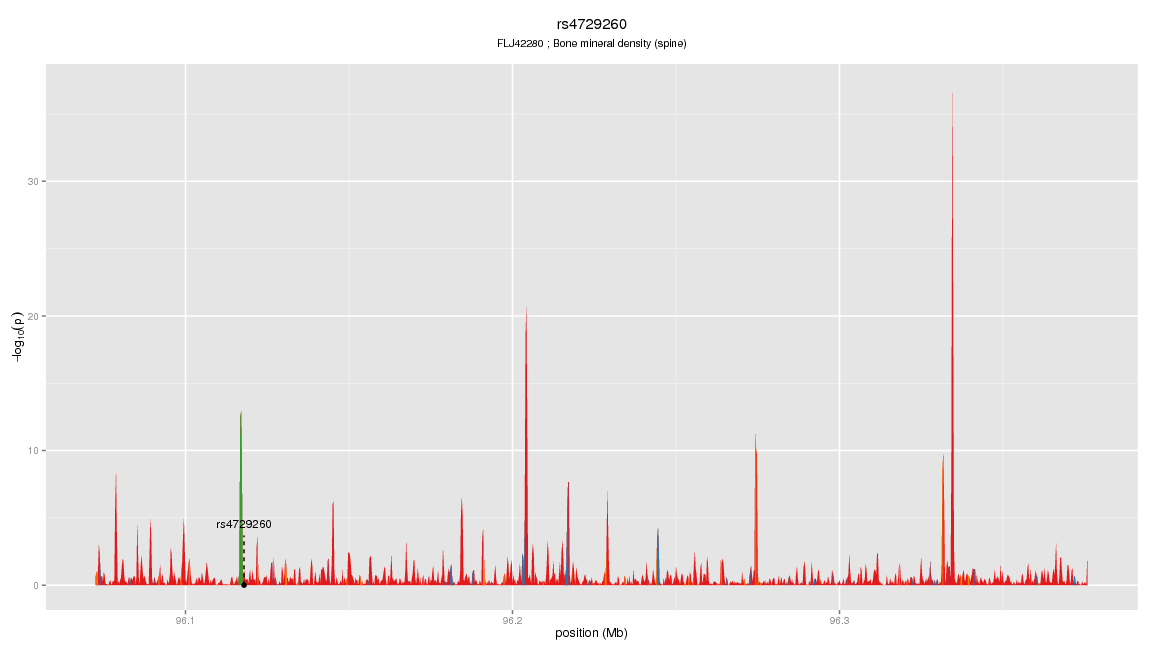 rs4729260
FLJ42280 ; Bone mineral density (spine)
30
20
10
0
−log10(p)
rs4729260
96.1 96.2 96.3
position (Mb)